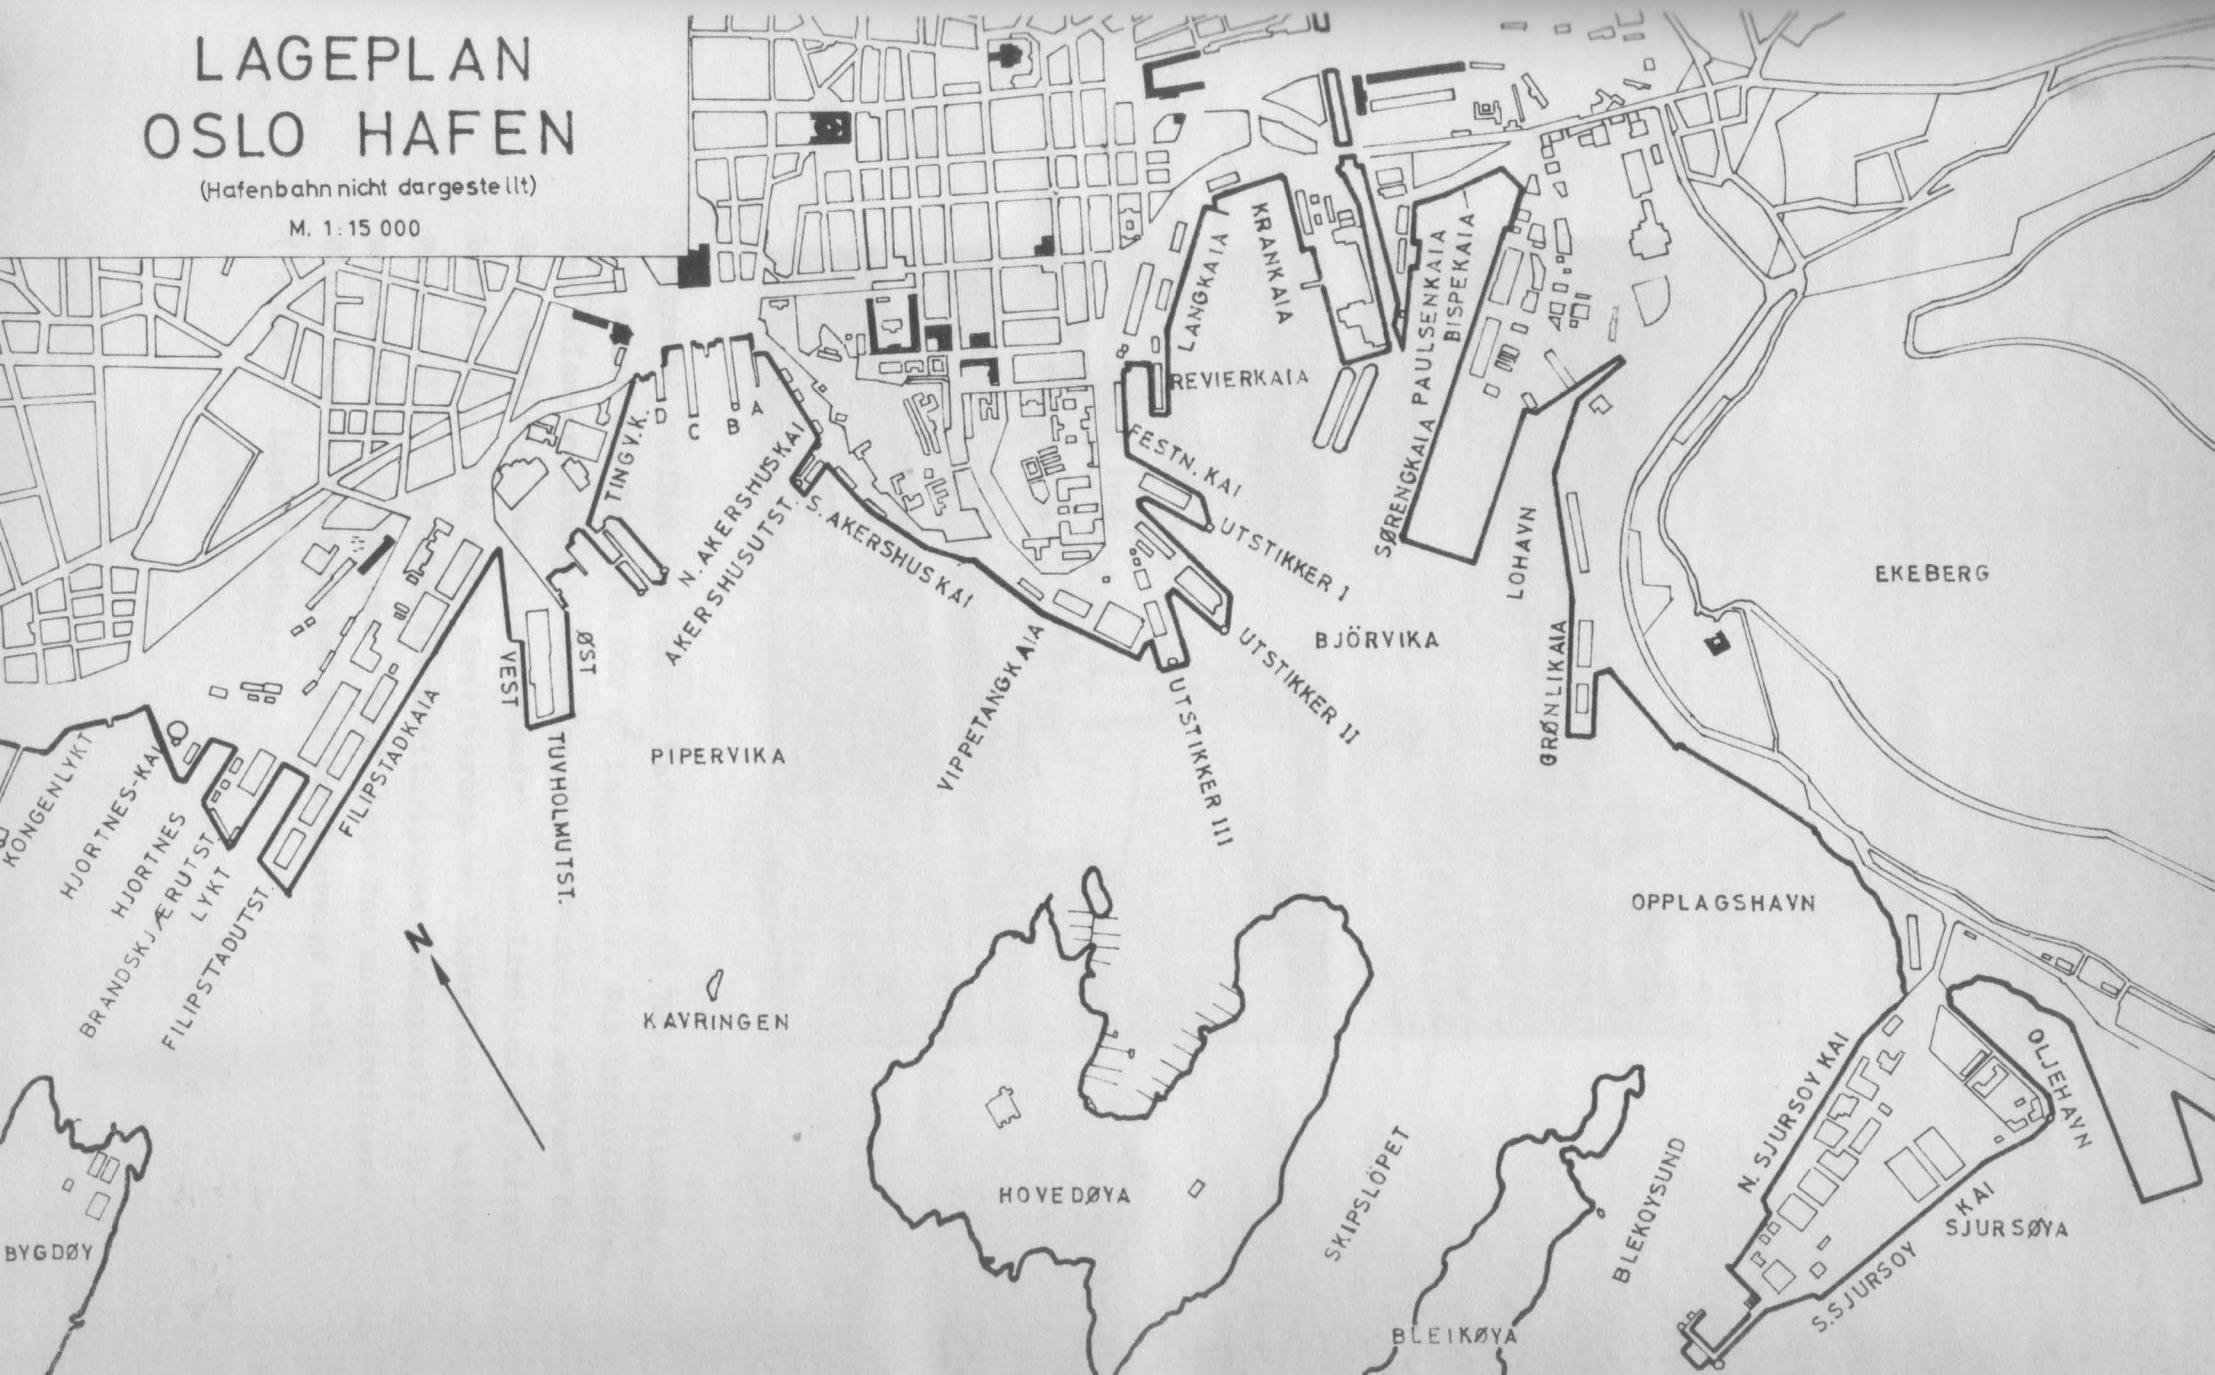 LAGEPLAN
OSLO HAFEN
(Hafenbahn nicht dargestellt)
M. 1:15 000
KRANKAIA
LANGKAIA
REVIERKAIA
PAULSENKAIA
BISPEKAIA
SØRENGKAIA
D
C
B
A
TINGV.K.
N. AKERSHUSKAI
AKERSHUSUTST.
S. AKERSHUSKAI
FESTN. KAI
UTSTIKKER I
UTSTIKKER II
UTSTIKKER III
LOHAVN
EKEBERG
BJÖRVIKA
GRØNLIKAIA
VIPPETANGKAIA
VEST
ØST
TUVHOLMUTST.
PIPERVIKA
FILIPSTADKAIA
KONGENLYKT
HJORTNES-KAI
HJORTNES
BRANDSKJÆRUTST.
LYKT
FILIPSTADUTST.
N
OPPLAGSHAVN
KAVRINGEN
HOVEDØYA
SKIPSLÖPET
BLEKOYSUND
BLEIKØYA
N. SJURSOY KAI
OLJEHAVN
S.SJURSOY KAI
SJURSØYA
BYGDØY